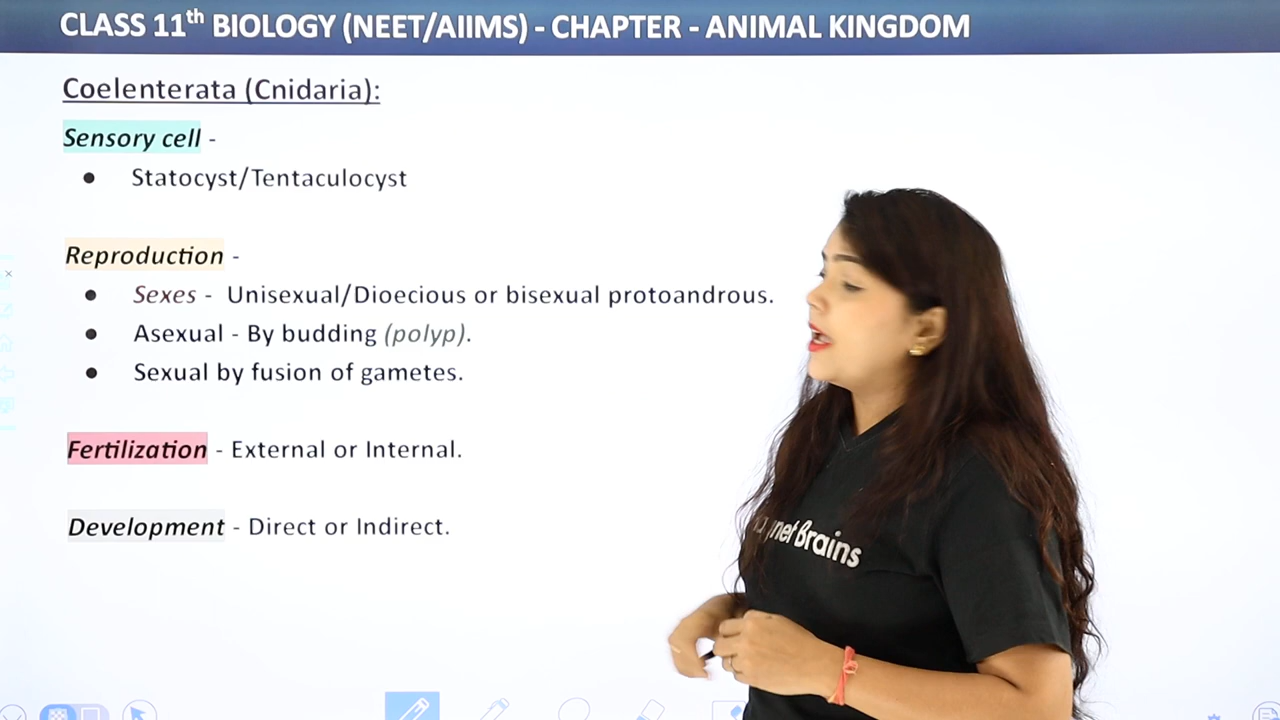 CLASS 11th BIOLOGY (NEET/AIIMS) - CHAPTER - ANIMAL KINGDOM
Coelenterata (Cnidaria):
Sensory cell -
● Statocyst/Tentaculocyst
Reproduction -
● Sexes - Unisexual/Dioecious or bisexual protoandrous.
● Asexual - By budding (polyp).
● Sexual by fusion of gametes.
Fertilization - External or Internal.
Development - Direct or Indirect.
Brains